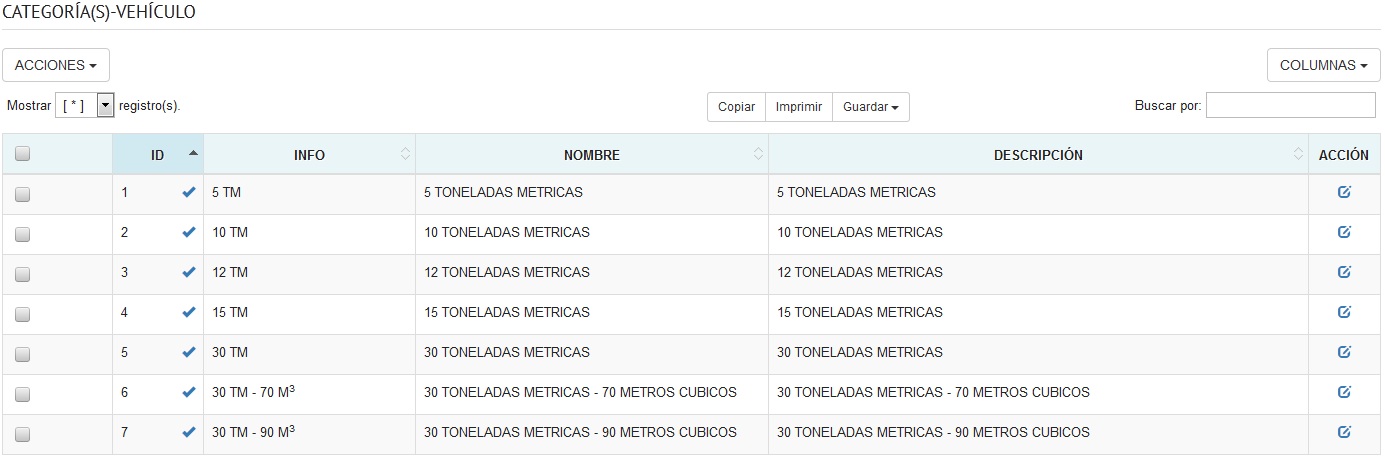 CATEGORÍA(S)-VEHÍCULO
ACCIONES COLUMNAS
Mostrar [ * ] registro(s). Copiar Imprimir Guardar Buscar por:
ID INFO NOMBRE DESCRIPCIÓN ACCIÓN
1 5 TM 5 TONELADAS METRICAS 5 TONELADAS METRICAS
2 10 TM 10 TONELADAS METRICAS 10 TONELADAS METRICAS
3 12 TM 12 TONELADAS METRICAS 12 TONELADAS METRICAS
4 15 TM 15 TONELADAS METRICAS 15 TONELADAS METRICAS
5 30 TM 30 TONELADAS METRICAS 30 TONELADAS METRICAS
6 30 TM - 70 M³ 30 TONELADAS METRICAS - 70 METROS CUBICOS 30 TONELADAS METRICAS - 70 METROS CUBICOS
7 30 TM - 90 M³ 30 TONELADAS METRICAS - 90 METROS CUBICOS 30 TONELADAS METRICAS - 90 METROS CUBICOS